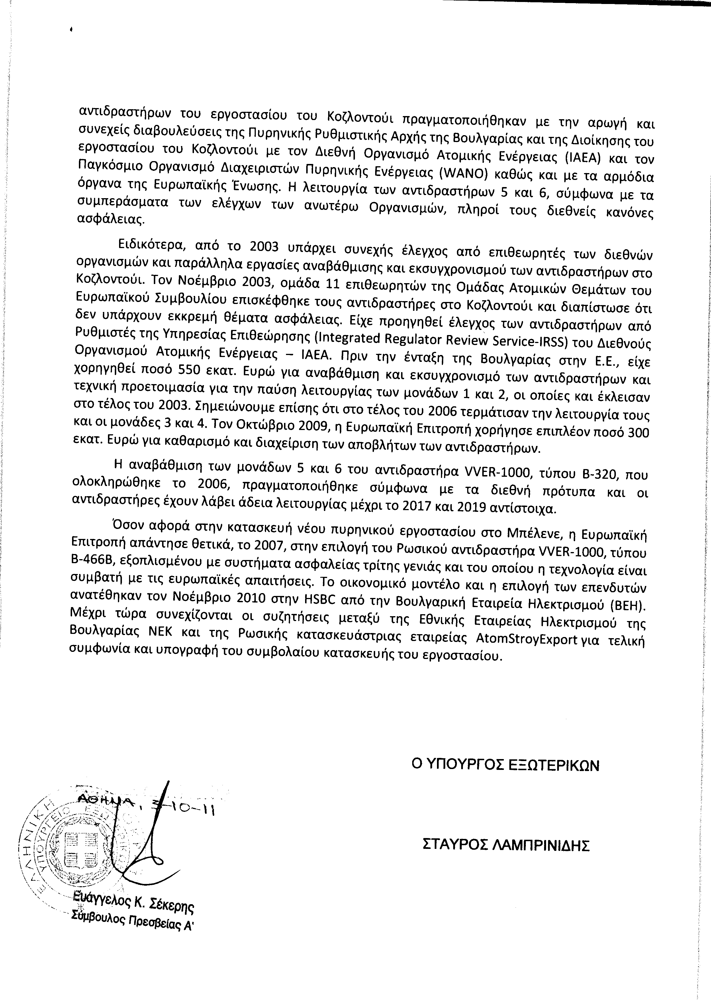 αντιδραστήρων του εργοστασίου του Κοζλοντούι πραγματοποιήθηκαν με την αρωγή και
συνεχείς διαβουλεύσεις της Πυρηνικής Ρυθμιστικής Αρχής της Βουλγαρίας και της Διοίκησης του
εργοστασίου του Κοζλοντούι με τον Διεθνή Οργανισμό Ατομικής Ενέργειας (IAEA) και τον
Παγκόσμιο Οργανισμό Διαχειριστών Πυρηνικής Ενέργειας (WANO) καθώς και με τα αρμόδια
όργανα της Ευρωπαϊκής Ένωσης. Η λειτουργία των αντιδραστήρων 5 και 6, σύμφωνα με τα
συμπεράσματα των ελέγχων των ανωτέρω Οργανισμών, πληροί τους διεθνείς κανόνες
ασφάλειας.
Ειδικότερα, από το 2003 υπάρχει συνεχής έλεγχος από επιθεωρητές των διεθνών
οργανισμών και παράλληλα εργασίες αναβάθμισης και εκσυγχρονισμού των αντιδραστήρων στο
Κοζλοντούι. Τον Νοέμβριο 2003, ομάδα 11 επιθεωρητών της Ομάδας Ατομικών Θεμάτων του
Ευρωπαϊκού Συμβουλίου επισκέφθηκε τους αντιδραστήρες στο Κοζλοντούι και διαπίστωσε ότι
δεν υπάρχουν εκκρεμή θέματα ασφάλειας. Είχε προηγηθεί έλεγχος των αντιδραστήρων από
Ρυθμιστές της Υπηρεσίας Επιθεώρησης (Integrated Regulator Review Service-IRSS) του Διεθνούς
Οργανισμού Ατομικής Ενέργειας – IAEA. Πριν την ένταξη της Βουλγαρίας στην Ε.Ε., είχε
χορηγηθεί ποσό 550 εκατ. Ευρώ για αναβάθμιση και εκσυγχρονισμό των αντιδραστήρων και
τεχνική προετοιμασία για την παύση λειτουργίας των μονάδων 1 και 2, οι οποίες και έκλεισαν
στο τέλος του 2003. Σημειώνουμε επίσης ότι στο τέλος του 2006 τερμάτισαν την λειτουργία τους
και οι μονάδες 3 και 4. Τον Οκτώβριο 2009, η Ευρωπαϊκή Επιτροπή χορήγησε επιπλέον ποσό 300
εκατ. Ευρώ για καθαρισμό και διαχείριση των αποβλήτων των αντιδραστήρων.
Η αναβάθμιση των μονάδων 5 και 6 του αντιδραστήρα VVER-1000, τύπου B-320, που
ολοκληρώθηκε το 2006, πραγματοποιήθηκε σύμφωνα με τα διεθνή πρότυπα και οι
αντιδραστήρες έχουν λάβει άδεια λειτουργίας μέχρι το 2017 και 2019 αντίστοιχα.
Όσον αφορά στην κατασκευή νέου πυρηνικού εργοστασίου στο Μπέλενε, η Ευρωπαϊκή
Επιτροπή απάντησε θετικά, το 2007, στην επιλογή του Ρωσικού αντιδραστήρα VVER-1000, τύπου
B-466B, εξοπλισμένου με συστήματα ασφαλείας τρίτης γενιάς και του οποίου η τεχνολογία είναι
συμβατή με τις ευρωπαϊκές απαιτήσεις. Το οικονομικό μοντέλο και η επιλογή των επενδυτών
ανατέθηκαν τον Νοέμβριο 2010 στην HSBC από την Βουλγαρική Εταιρεία Ηλεκτρισμού (BEH).
Μέχρι τώρα συνεχίζονται οι συζητήσεις μεταξύ της Εθνικής Εταιρείας Ηλεκτρισμού της
Βουλγαρίας NEK και της Ρωσικής κατασκευάστριας εταιρείας AtomStroyExport για τελική
συμφωνία και υπογραφή του συμβολαίου κατασκευής του εργοστασίου.
Ο ΥΠΟΥΡΓΟΣ ΕΞΩΤΕΡΙΚΩΝ
ΑΘΗΝΑ, 3-10-11
ΕΛΛΗΝΙΚΗ
ΥΠΟΥΡΓΕΙΟ
ΣΤΑΥΡΟΣ ΛΑΜΠΡΙΝΙΔΗΣ
Ευάγγελος Κ. Σέκερης
Σύμβουλος Πρεσβείας Α'